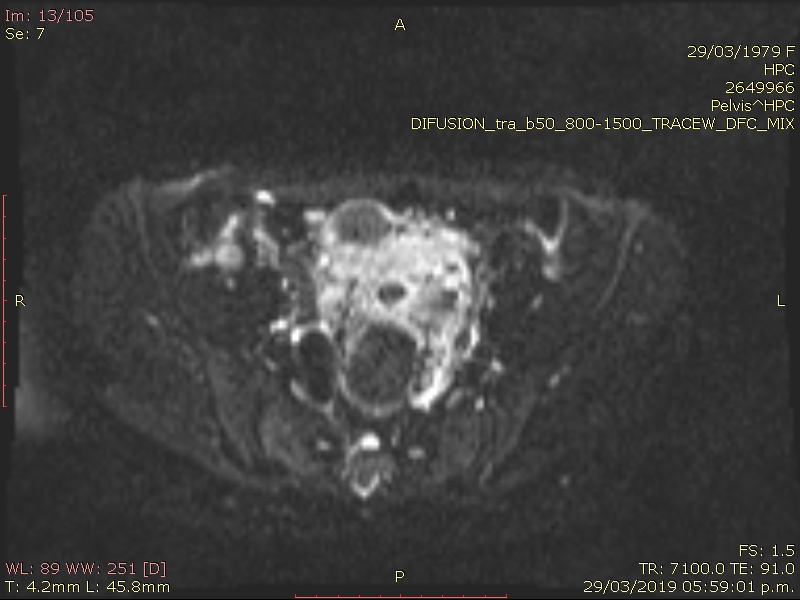 Im: 13/105
Se: 7
A
29/03/1979 F
HPC
2649966
Pelvis^HPC
DIFUSION_tra_b50_800-1500_TRACEW_DFC_MIX
R
L
WL: 89 WW: 251 [D]
T: 4.2mm L: 45.8mm
P
FS: 1.5
TR: 7100.0 TE: 91.0
29/03/2019 05:59:01 p.m.